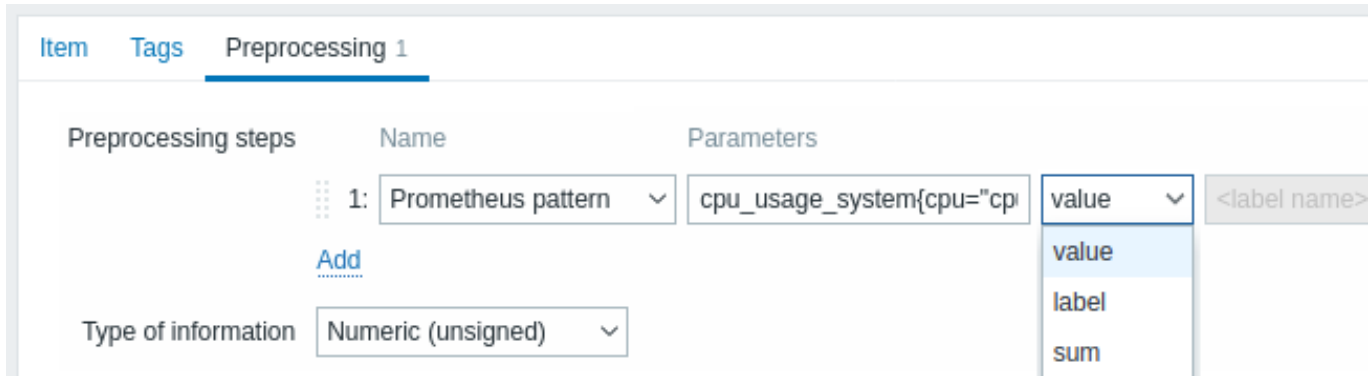 Item Tags Preprocessing 1
Preprocessing steps Name Parameters
1: Prometheus pattern cpu_usage_system{cpu="cp value <label name>
Add value
label
Type of information Numeric (unsigned)
sum